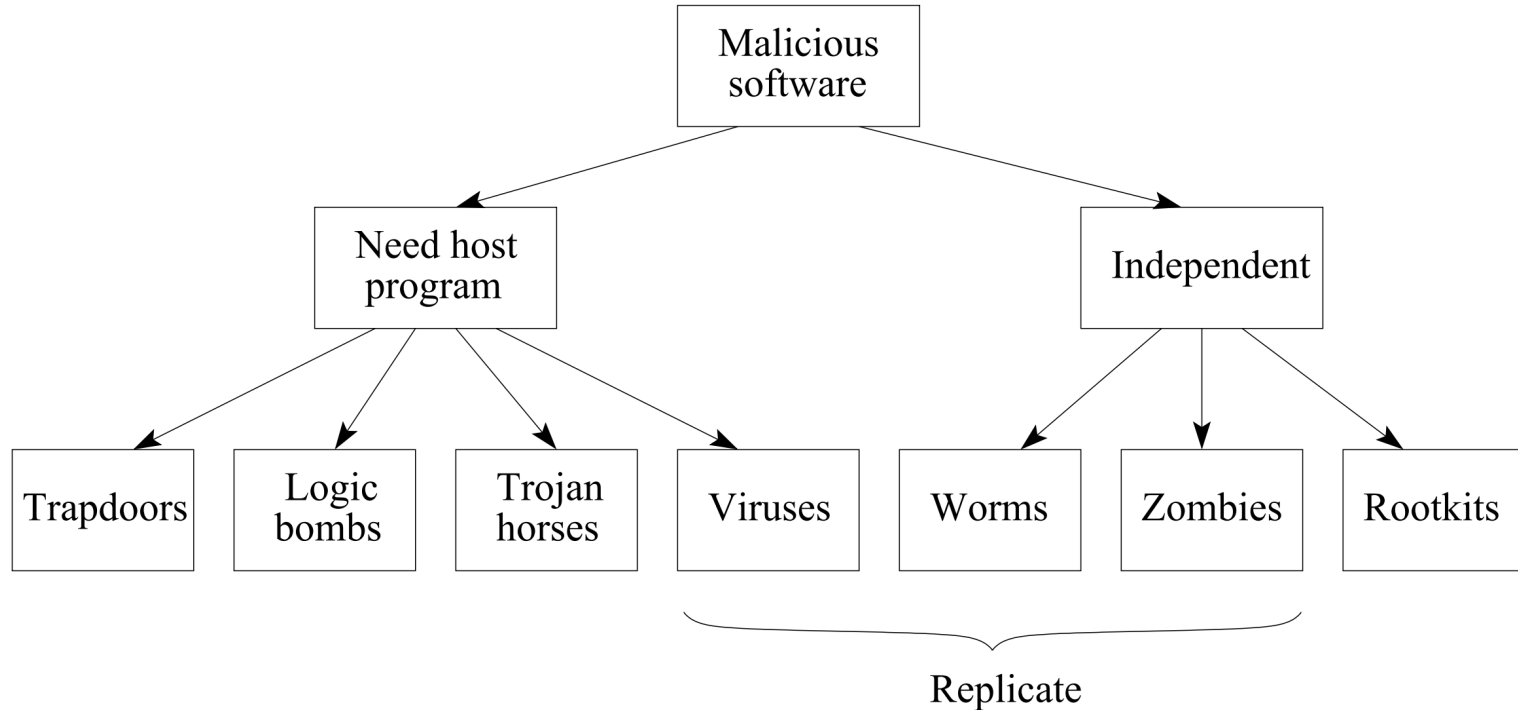 Malicious
software
Need host
program
Independent
Trapdoors
Logic
bombs
Trojan
horses
Viruses
Worms
Zombies
Rootkits
Replicate